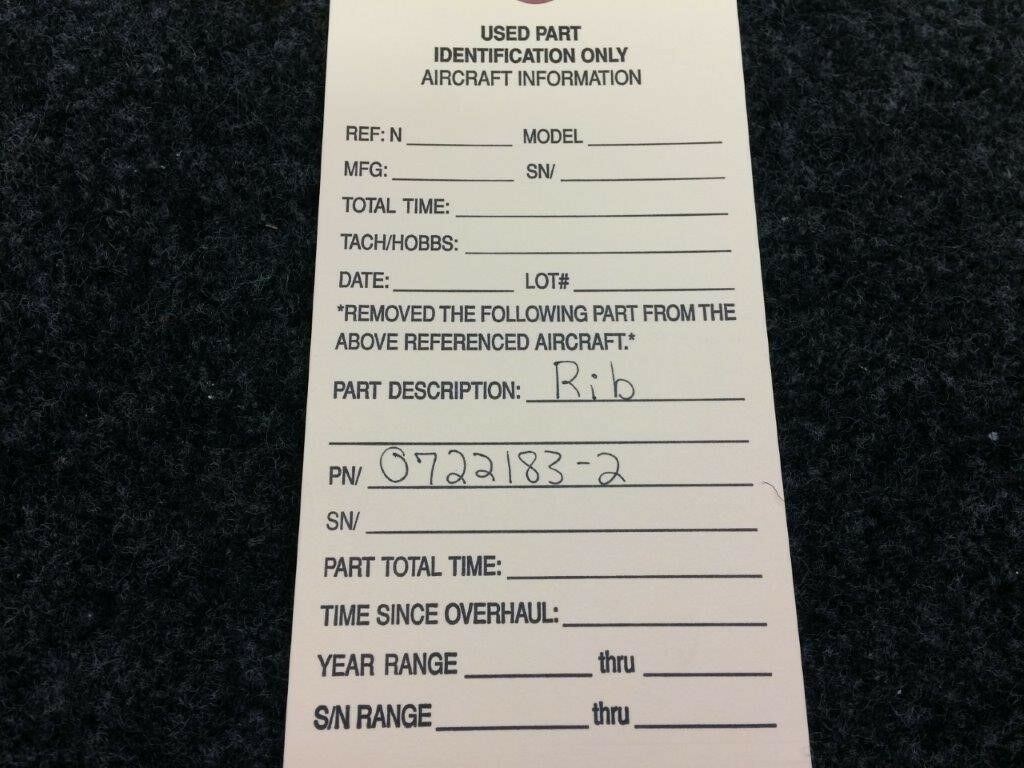 USED PART
IDENTIFICATION ONLY
AIRCRAFT INFORMATION
REF: N MODEL
MFG: SN/
TOTAL TIME:
TACH/HOBBS:
DATE: LOT#
*REMOVED THE FOLLOWING PART FROM THE
ABOVE REFERENCED AIRCRAFT.*
PART DESCRIPTION: Rib
PN/ 0722183-2
SN/
PART TOTAL TIME:
TIME SINCE OVERHAUL:
YEAR RANGE thru
S/N RANGE thru